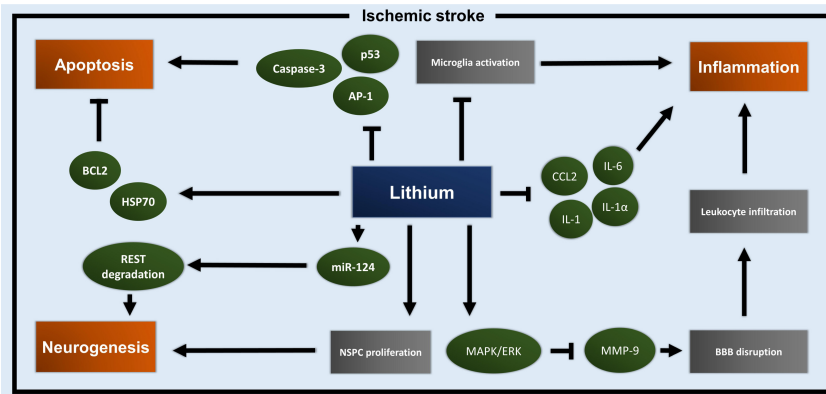 Ischemic stroke
Apoptosis
Caspase-3
p53
AP-1
Microglia activation
Inflammation
BCL2
HSP70
Lithium
CCL2
IL-6
IL-1
IL-1α
Leukocyte infiltration
REST
degradation
miR-124
Neurogenesis
NSPC proliferation
MAPK/ERK
MMP-9
BBB disruption